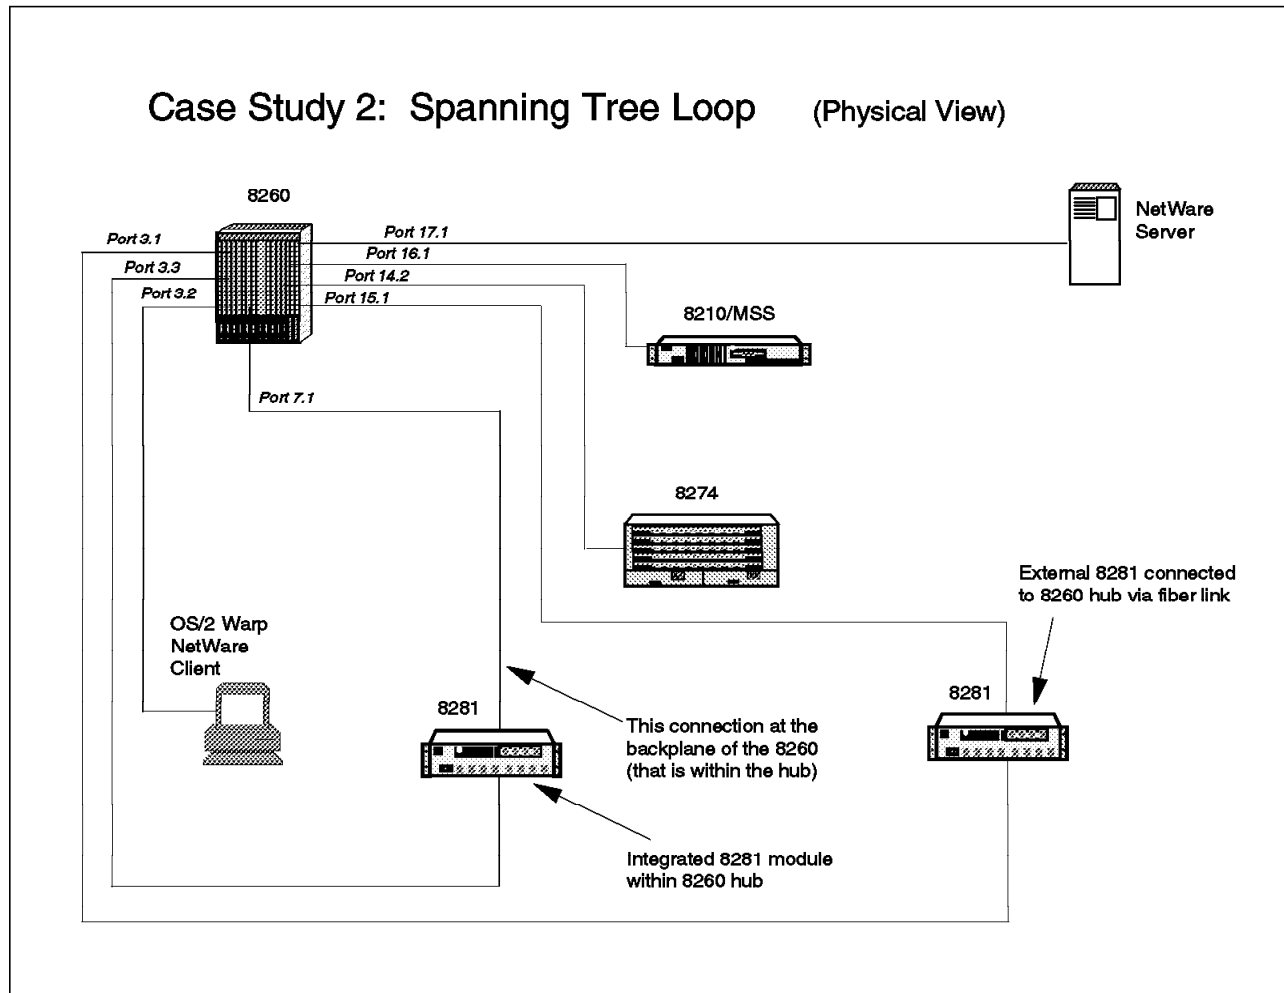 Case Study 2: Spanning Tree Loop (Physical View)
8260
Port 3.1
Port 3.3
Port 3.2
Port 17.1
Port 16.1
Port 14.2
Port 15.1
Port 7.1
NetWare
Server
8210/MSS
8274
External 8281 connected
to 8260 hub via fiber link
OS/2 Warp
NetWare
Client
8281
This connection at the
backplane of the 8260
(that is within the hub)
8281
Integrated 8281 module
within 8260 hub